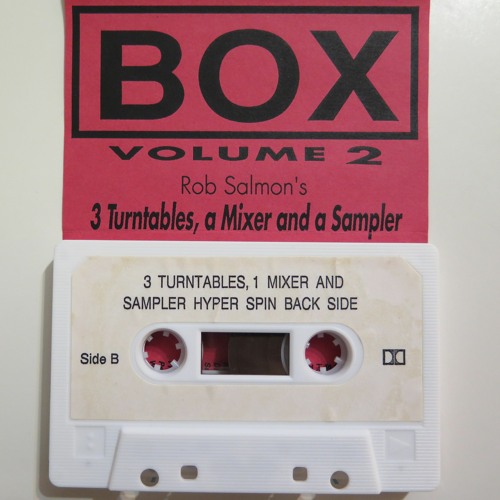 BOX
VOLUME 2
Rob Salmon's
3 Turntables, a Mixer and a Sampler
3 TURNTABLES, 1 MIXER AND
SAMPLER HYPER SPIN BACK SIDE
Side B